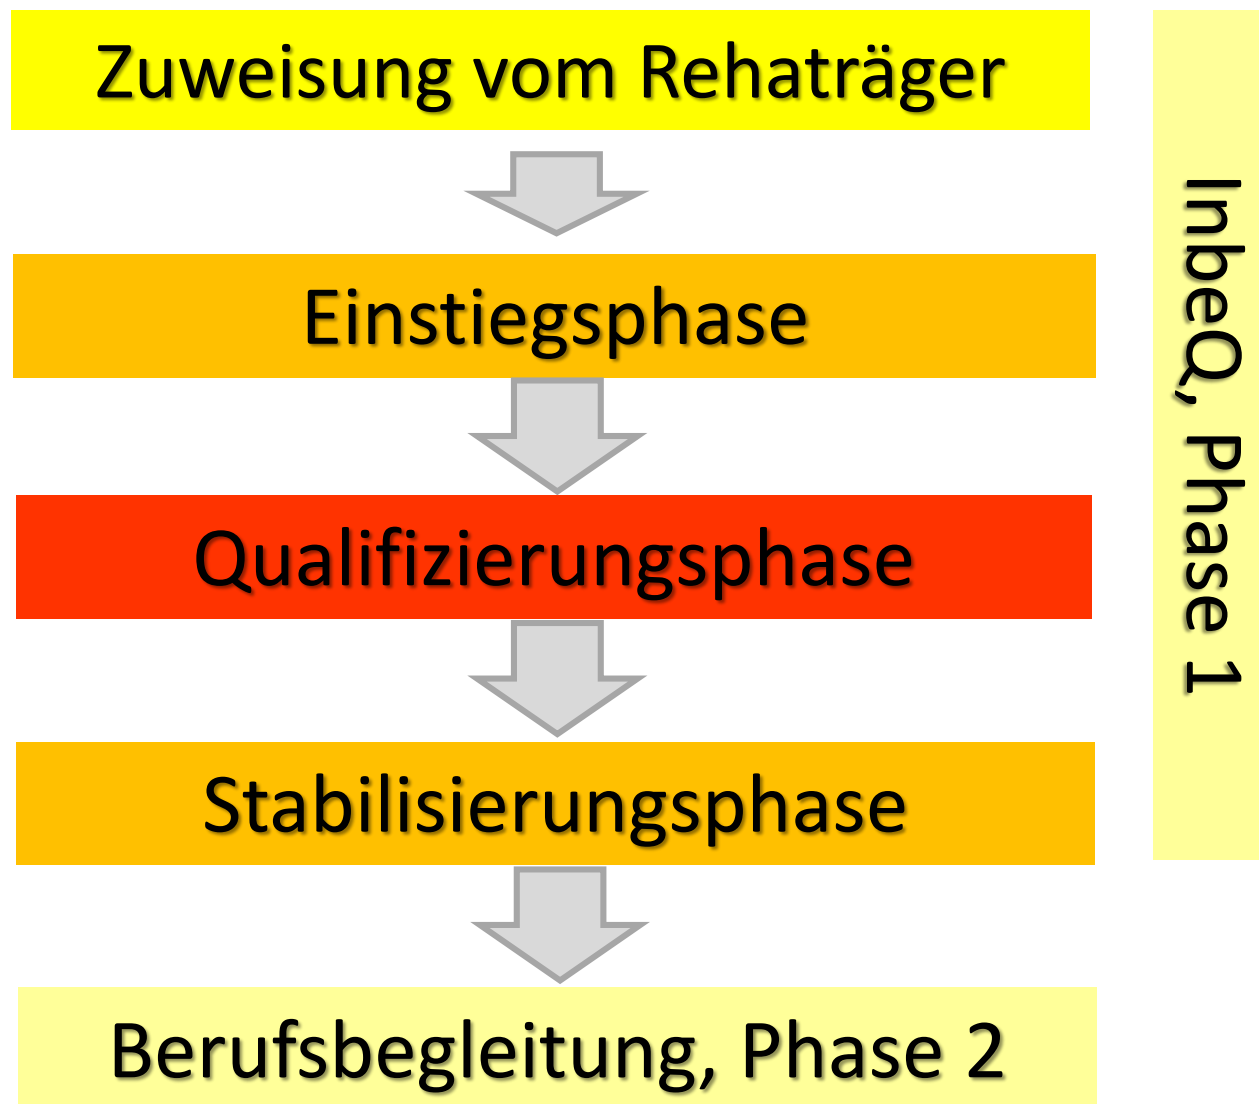 Zuweisung vom Rehaträger
Einstiegsphase
Qualifizierungsphase
Stabilisierungsphase
Berufsbegleitung, Phase 2
InbeQ, Phase 1